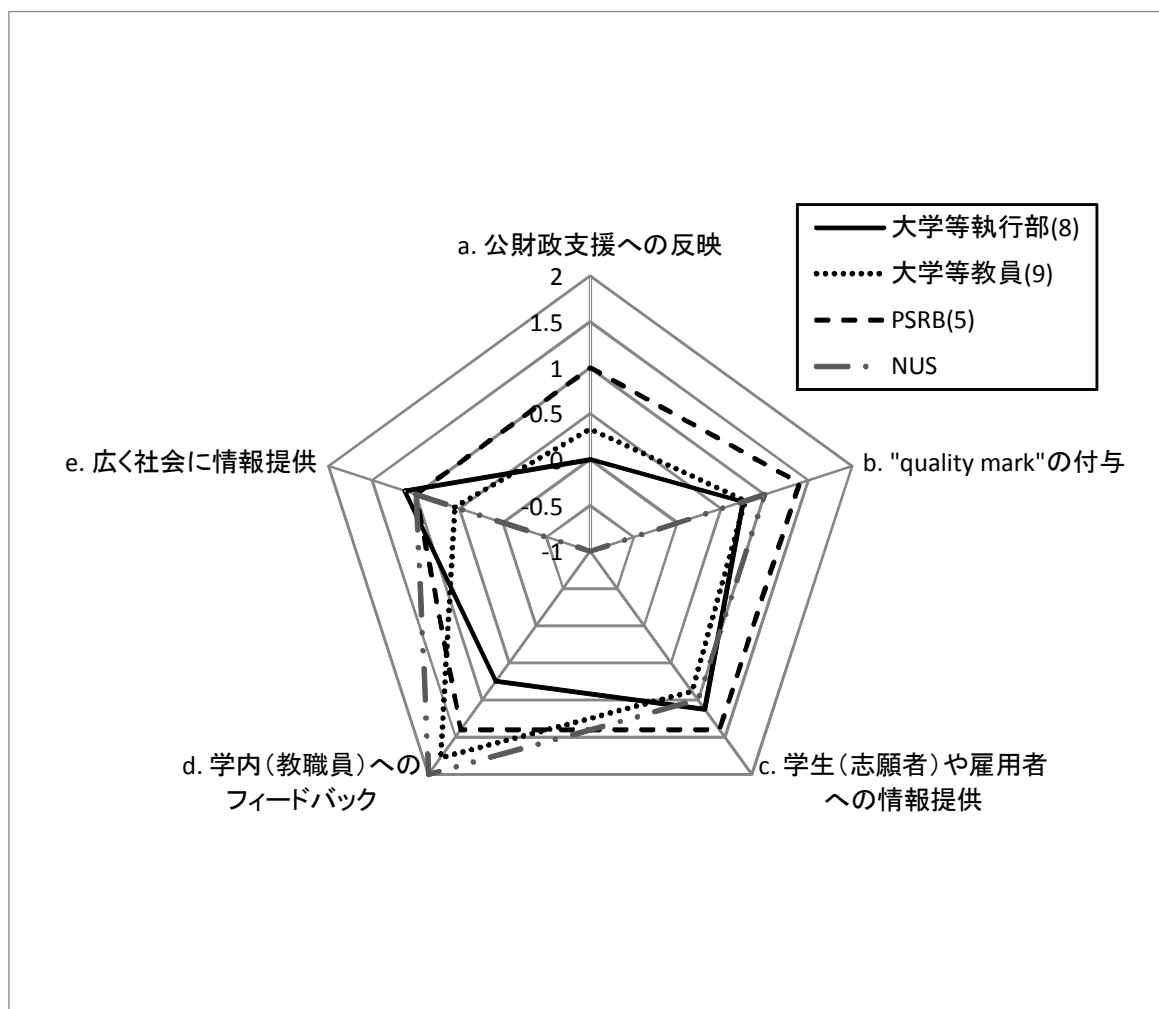 a. 公財政支援への反映
2
1.5
1
0.5
0
-0.5
-1
大学等執行部(8)
大学等教員(9)
PSRB(5)
NUS
b. "quality mark"の付与
c. 学生（志願者）や雇用者
への情報提供
d. 学内（教職員）への
フィードバック
e. 広く社会に情報提供